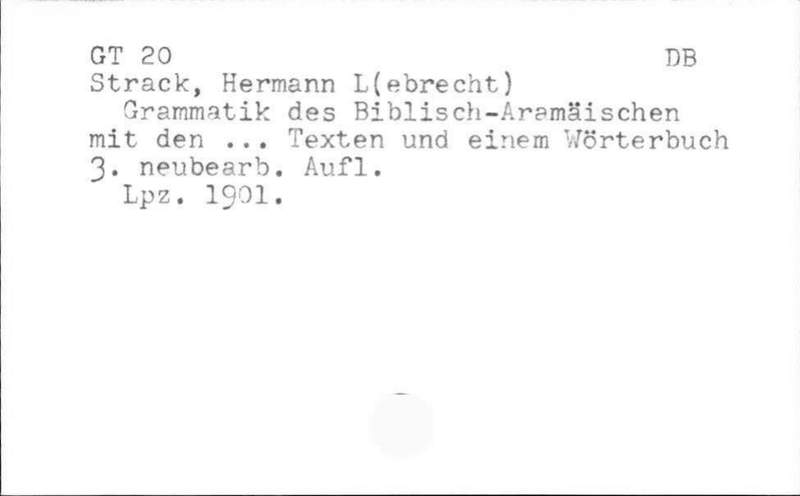 GT 20 DB
Strack, Hermann L(ebrecht)
Grammatik des Biblisch-Aramäischen
mit den ... Texten und einem Wörterbuch
3. neubearb. Aufl.
Lpz. 1901.